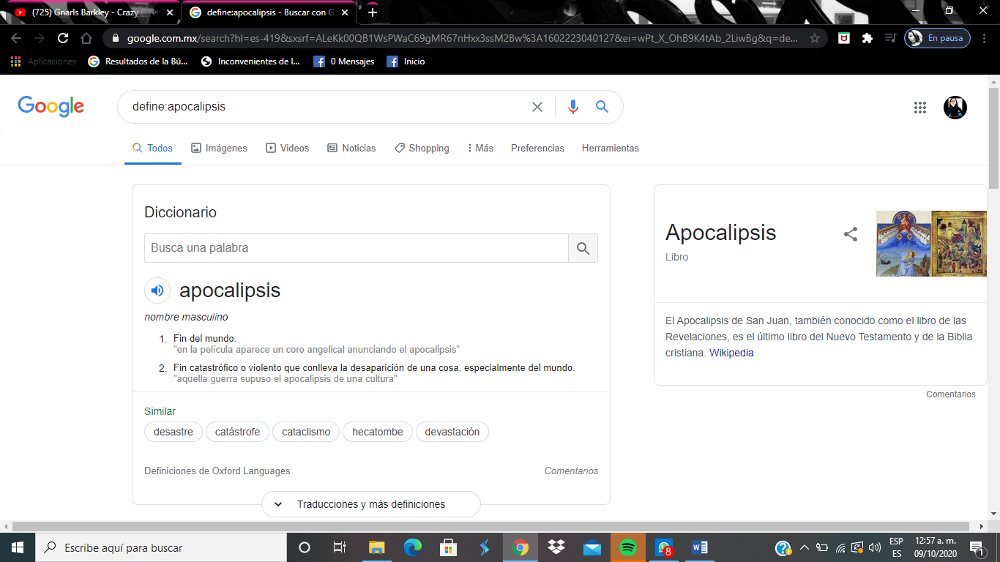 (725) Gnarls Barkley - Crazy
define:apocalipsis - Buscar con G
google.com.mx/search?hl=es-419&sxsrf=ALeKk00QB1WsPWaC69gMR67nHxx3ssM2Bw%3A1602223040127&ei=wPt_X_OhB9K4tAb_2LiwBg&q=de...
En pausa
Aplicaciones
Resultados de la Bú...
Inconvenientes de l...
0 Mensajes
Inicio
Google
define:apocalipsis
Todos
Imágenes
Videos
Noticias
Shopping
Más
Preferencias
Herramientas
Diccionario
Busca una palabra
apocalipsis
nombre masculino
1. Fin del mundo.
"en la película aparece un coro angelical anunciando el apocalipsis"
2. Fin catastrófico o violento que conlleva la desaparición de una cosa, especialmente del mundo.
"aquella guerra supuso el apocalipsis de una cultura"
Similar
desastre
catástrofe
cataclismo
hecatombe
devastación
Definiciones de Oxford Languages
Comentarios
Traducciones y más definiciones
Apocalipsis
Libro
El Apocalipsis de San Juan, también conocido como el libro de las
Revelaciones, es el último libro del Nuevo Testamento y de la Biblia
cristiana. Wikipedia
Comentarios
Escribe aquí para buscar
8
ESP
ES
12:57 a. m.
09/10/2020
1